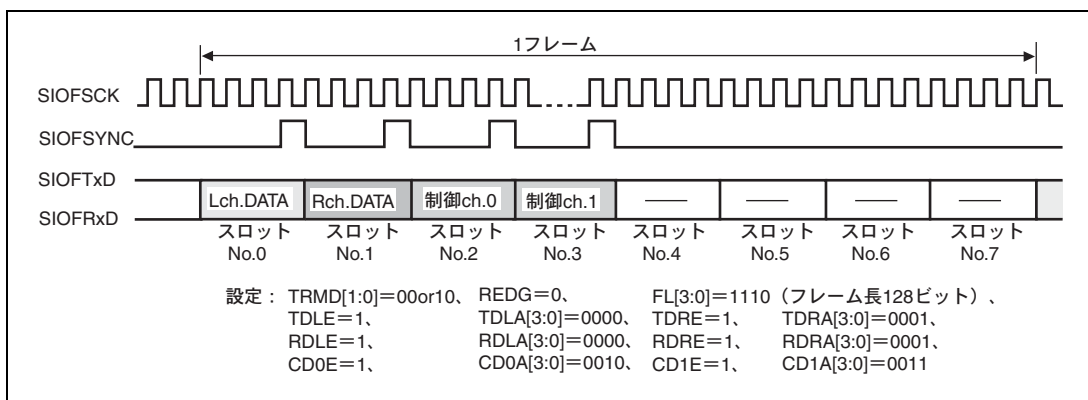 1フレーム
SIOFSCK
SIOFSYNC
SIOFTxD
SIOFRxD
Lch.DATA Rch.DATA 制御ch.0 制御ch.1 —— —— —— ——
スロット スロット スロット スロット スロット スロット スロット スロット
No.0 No.1 No.2 No.3 No.4 No.5 No.6 No.7
設定： TRMD[1:0]＝00or10、 REDG＝0、 FL[3:0]＝1110（フレーム長128ビット）、
TDLE＝1、 TDLA[3:0]＝0000、 TDRE＝1、 TDRA[3:0]＝0001、
RDLE＝1、 RDLA[3:0]＝0000、 RDRE＝1、 RDRA[3:0]＝0001、
CD0E＝1、 CD0A[3:0]＝0010、 CD1E＝1、 CD1A[3:0]＝0011